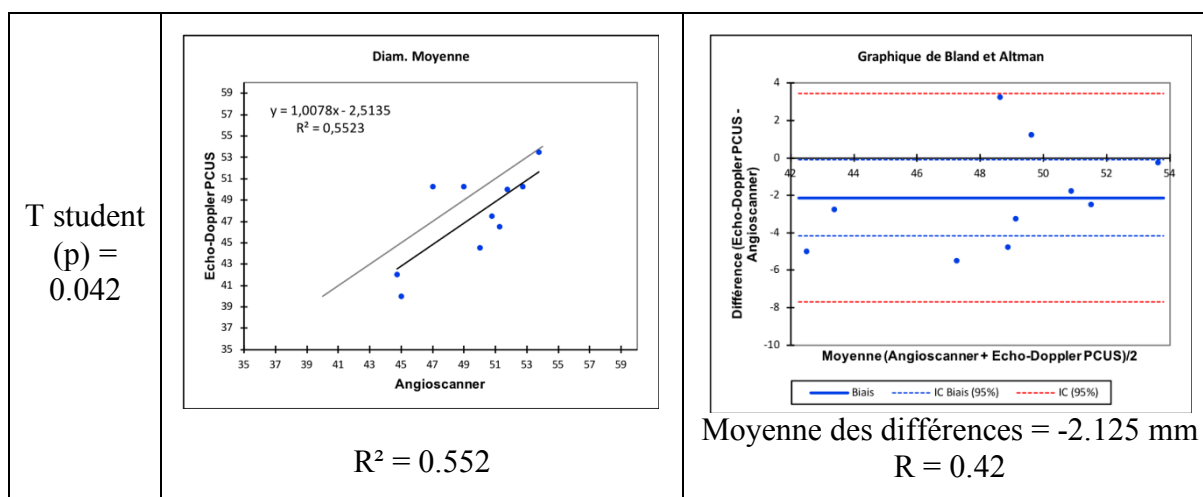 T student
(p) =
0.042
Diam. Moyenne
y = 1,0078x - 2,5135
R² = 0,5523
Echo-Doppler PCUS
59
57
55
53
51
49
47
45
43
41
39
37
35
35 37 39 41 43 45 47 49 51 53 55 57 59
Angioscanner
R² = 0.552
Graphique de Bland et Altman
Différence (Echo-Doppler PCUS -
Angioscanner)
4
2
0
-2
-4
-6
-8
-10
42 44 46 48 50 52 54
Moyenne (Angioscanner + Echo-Doppler PCUS)/2
Biais IC Biais (95%) IC (95%)
Moyenne des différences = -2.125 mm
R = 0.42